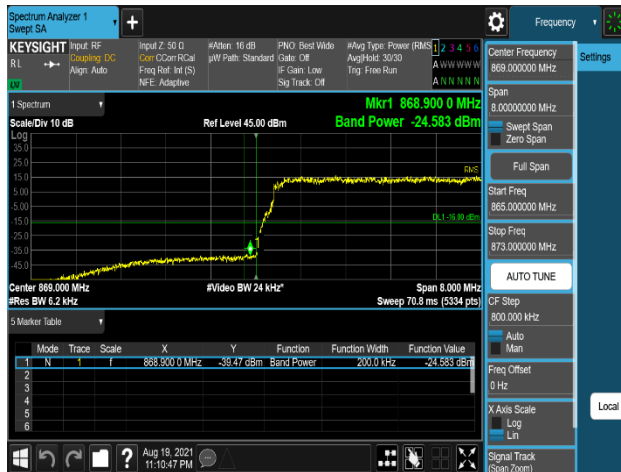 Spectrum Analyzer 1
Swept SA
+
Frequency
KEYSIGHT
RL
Input: RF
Coupling: DC
Align: Auto
Input Z: 50 Ω
Corr CCorr RCal
Freq Ref: Int (S)
NFE: Adaptive
#Atten: 16 dB
µW Path: Standard
PNO: Best Wide
Gate: Off
IF Gain: Low
Sig Track: Off
#Avg Type: Power (RMS
Avg|Hold: 30/30
Trig: Free Run
1 2 3 4 5 6
A W W W W W
A N N N N N
1 Spectrum
Scale/Div 10 dB
Ref Level 45.00 dBm
Mkr1 868.900 0 MHz
Band Power -24.583 dBm
Log
35.0
25.0
15.0
5.00
-5.00
-15.0
-25.0
-35.0
-45.0
RMS
DL1 -16.00 dBm
1
Center 869.000 MHz
#Res BW 6.2 kHz
#Video BW 24 kHz*
Span 8.000 MHz
Sweep 70.8 ms (5334 pts)
5 Marker Table
Mode Trace Scale X Y Function Function Width Function Value
1 N 1 f 868.900 0 MHz -39.47 dBm Band Power 200.0 kHz -24.583 dBm
2
3
4
5
6
Aug 19, 2021
11:10:47 PM
?
Center Frequency
869.000000 MHz
Span
8.00000000 MHz
Swept Span
Zero Span
Full Span
Start Freq
865.000000 MHz
Stop Freq
873.000000 MHz
AUTO TUNE
CF Step
800.000 kHz
Auto
Man
Freq Offset
0 Hz
X Axis Scale
Log
Lin
Signal Track
(Span Zoom)
Settings
Local